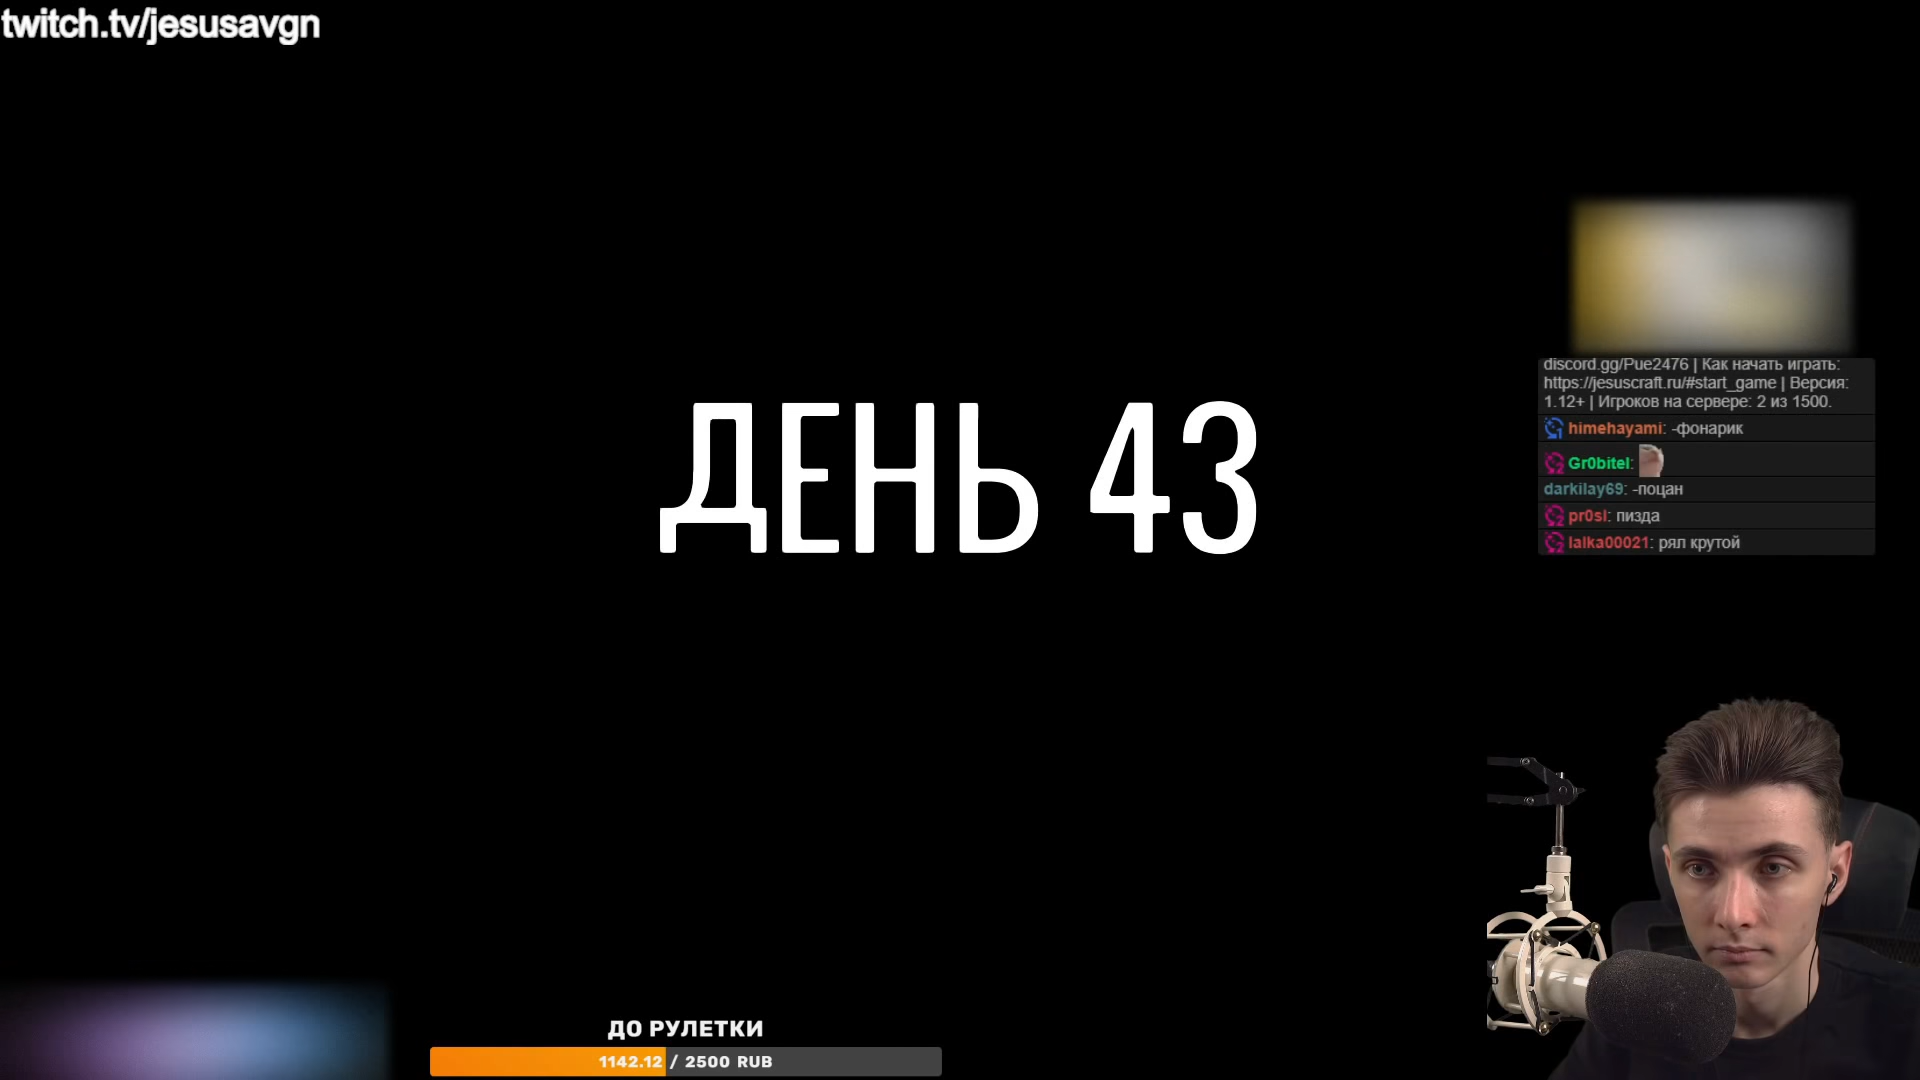 twitch.tv/jesusavgn
ДЕНЬ 43
discord.gg/Pue2476 | Как начать играть:
https://jesuscraft.ru/#start_game | Версия:
1.12+ | Игроков на сервере: 2 из 1500.
himehayami: -фонарик
Gr0bitel:
darkilay69: -поцан
pr0sl: пизда
lalka00021: рял крутой
ДО РУЛЕТКИ
1142.12 / 2500 RUB